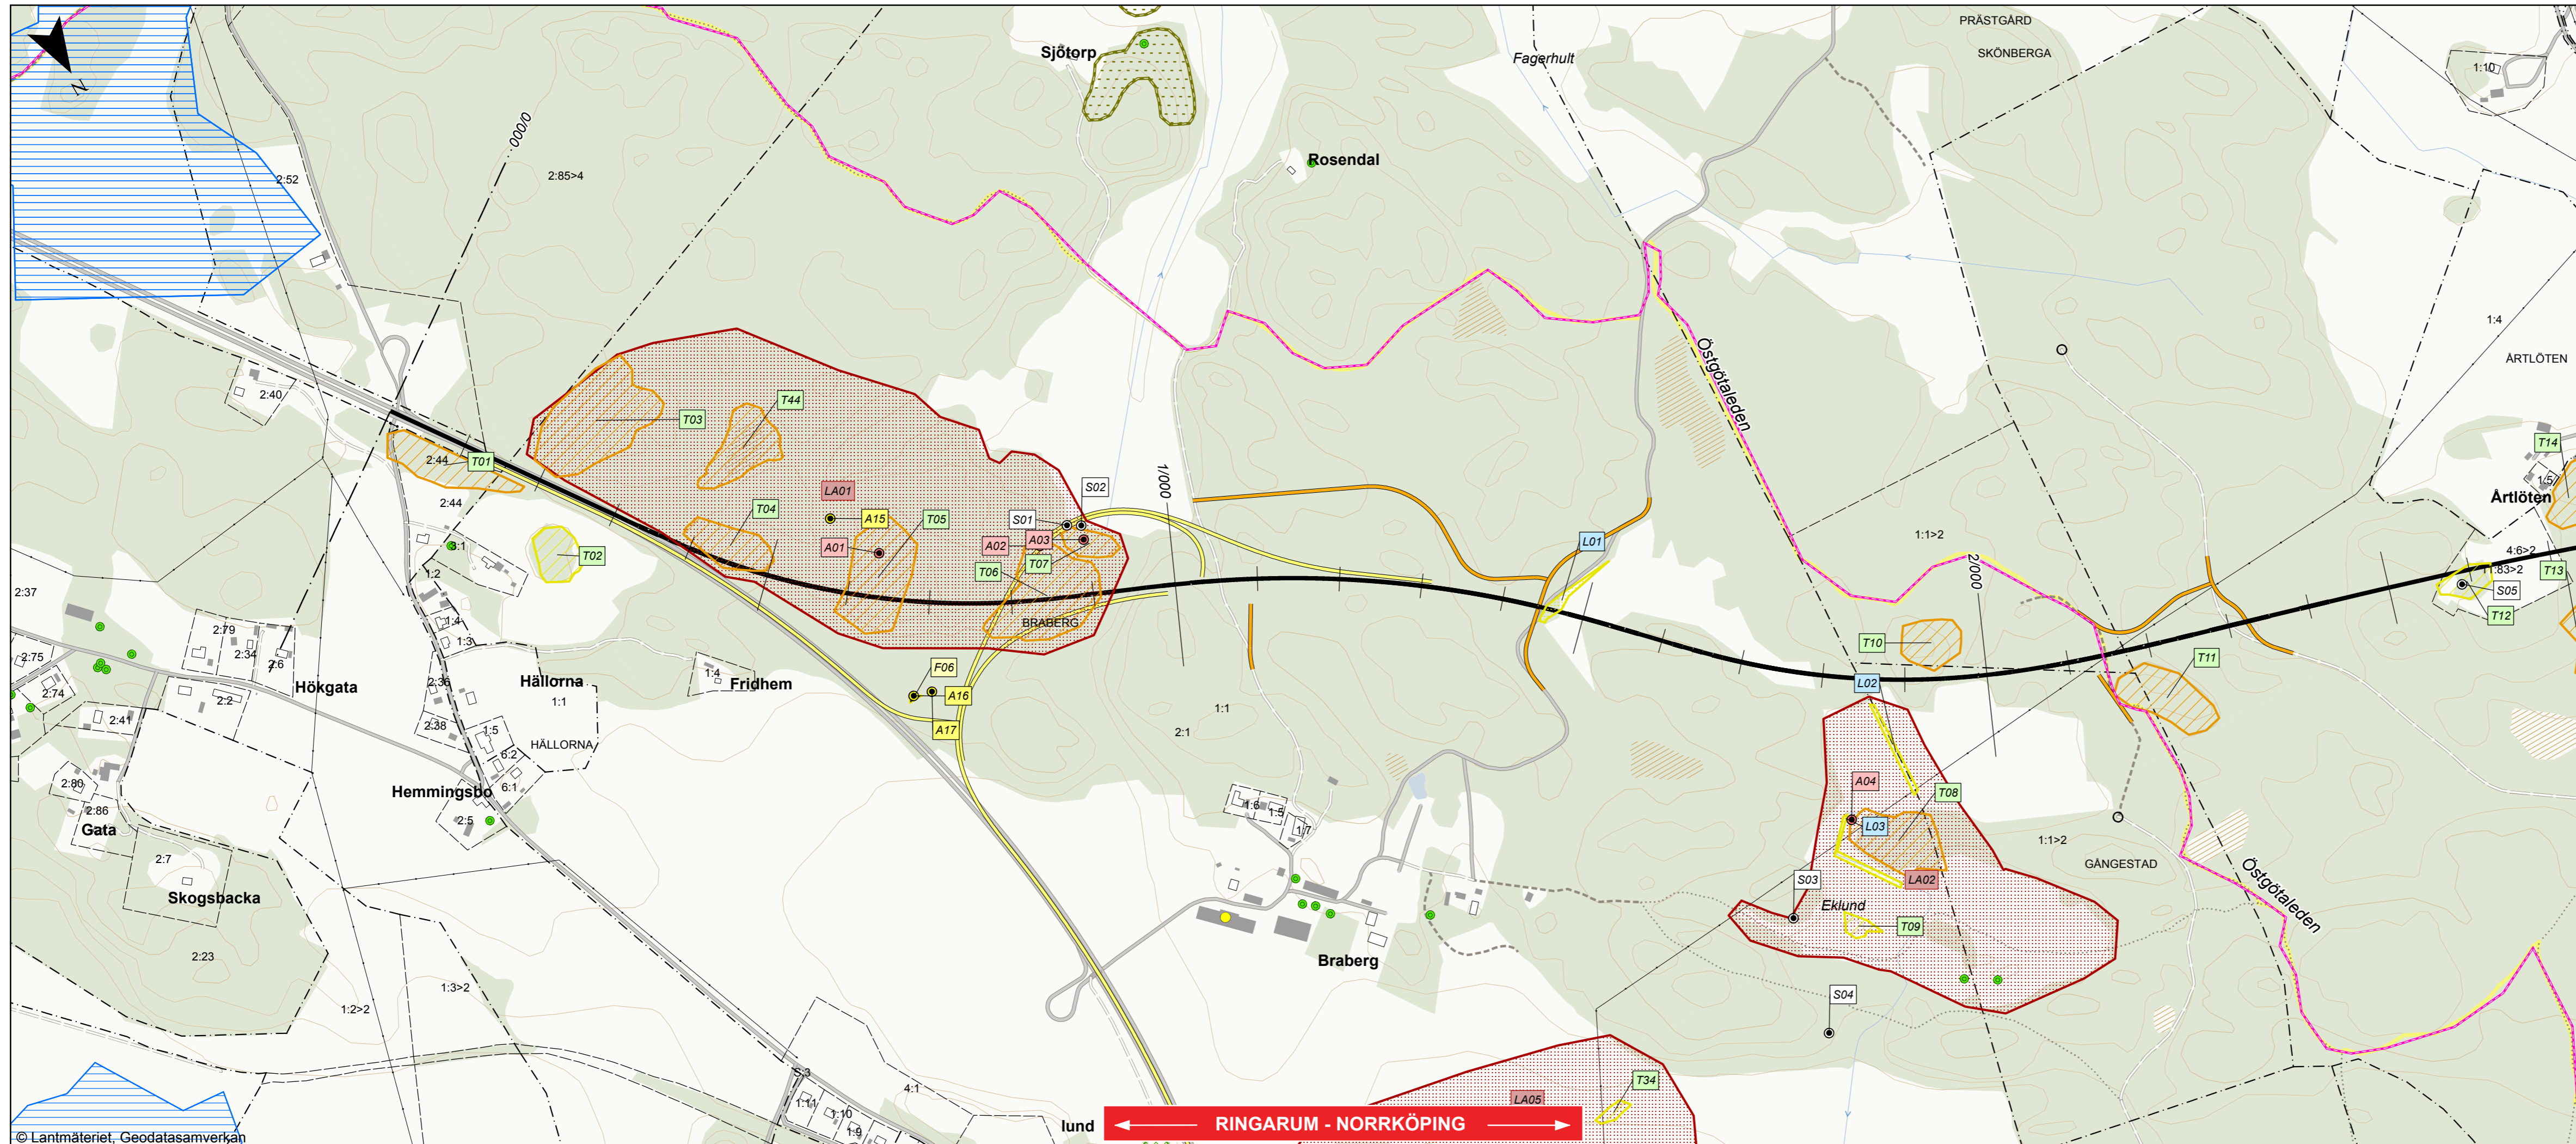 PRÄSTGÅRD
SKÖNBERGA
Sjötorp
Fagerhult
1:10
N
0/000
2:85>4
2:52
Rosendal
1:4
ÅRTLÖTEN
Östgötaleden
2:40
T03
T44
T01
2:44
2:44
LA01
A15
T04
T05
S02
S01
1/000
A01
A02
A03
T07
T06
BRABERG
L01
T14
1:5
Årtlöten
1:1>2
2/000
4:6>2
11:83>2
T13
S05
T12
3:1
T02
1:2
2:37
2:79
2:34
2:6
1:4
1:3
2:75
2:74
2:36
Hökgata
Hällorna
1:1
1:4
Fridhem
F06
A16
A17
2:2
2:41
2:38
1:5
6:2
HÄLLORNA
6:1
1:1
2:1
T10
T11
L02
2:80
2:86
Gata
Hemmingsbo
2:5
1:6
1:5
1:7
A04
T08
L03
1:1>2
GÅNGESTAD
2:7
Skogsbacka
S03
LA02
Eklund
T09
Östgötaleden
2:23
Braberg
1:3>2
1:2>2
S04
S:3
1:11
1:10
1:9
4:1
T34
LA05
lund
RINGARUM - NORRKÖPING
© Lantmäteriet, Geodatasamverkan